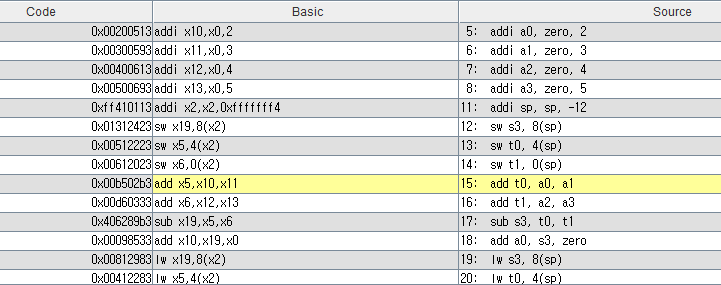 Code Basic Source
0x00200513 addi x10,x0,2 5: addi a0, zero, 2
0x00300593 addi x11,x0,3 6: addi a1, zero, 3
0x00400613 addi x12,x0,4 7: addi a2, zero, 4
0x00500693 addi x13,x0,5 8: addi a3, zero, 5
0xff410113 addi x2,x2,0xfffffff4 11: addi sp, sp, -12
0x01312423 sw x19,8(x2) 12: sw s3, 8(sp)
0x00512223 sw x5,4(x2) 13: sw t0, 4(sp)
0x00612023 sw x6,0(x2) 14: sw t1, 0(sp)
0x00b502b3 add x5,x10,x11 15: add t0, a0, a1
0x00d60333 add x6,x12,x13 16: add t1, a2, a3
0x406289b3 sub x19,x5,x6 17: sub s3, t0, t1
0x00098533 add x10,x19,x0 18: add a0, s3, zero
0x00812983 lw x19,8(x2) 19: lw s3, 8(sp)
0x00412283 lw x5,4(x2) 20: lw t0, 4(sp)